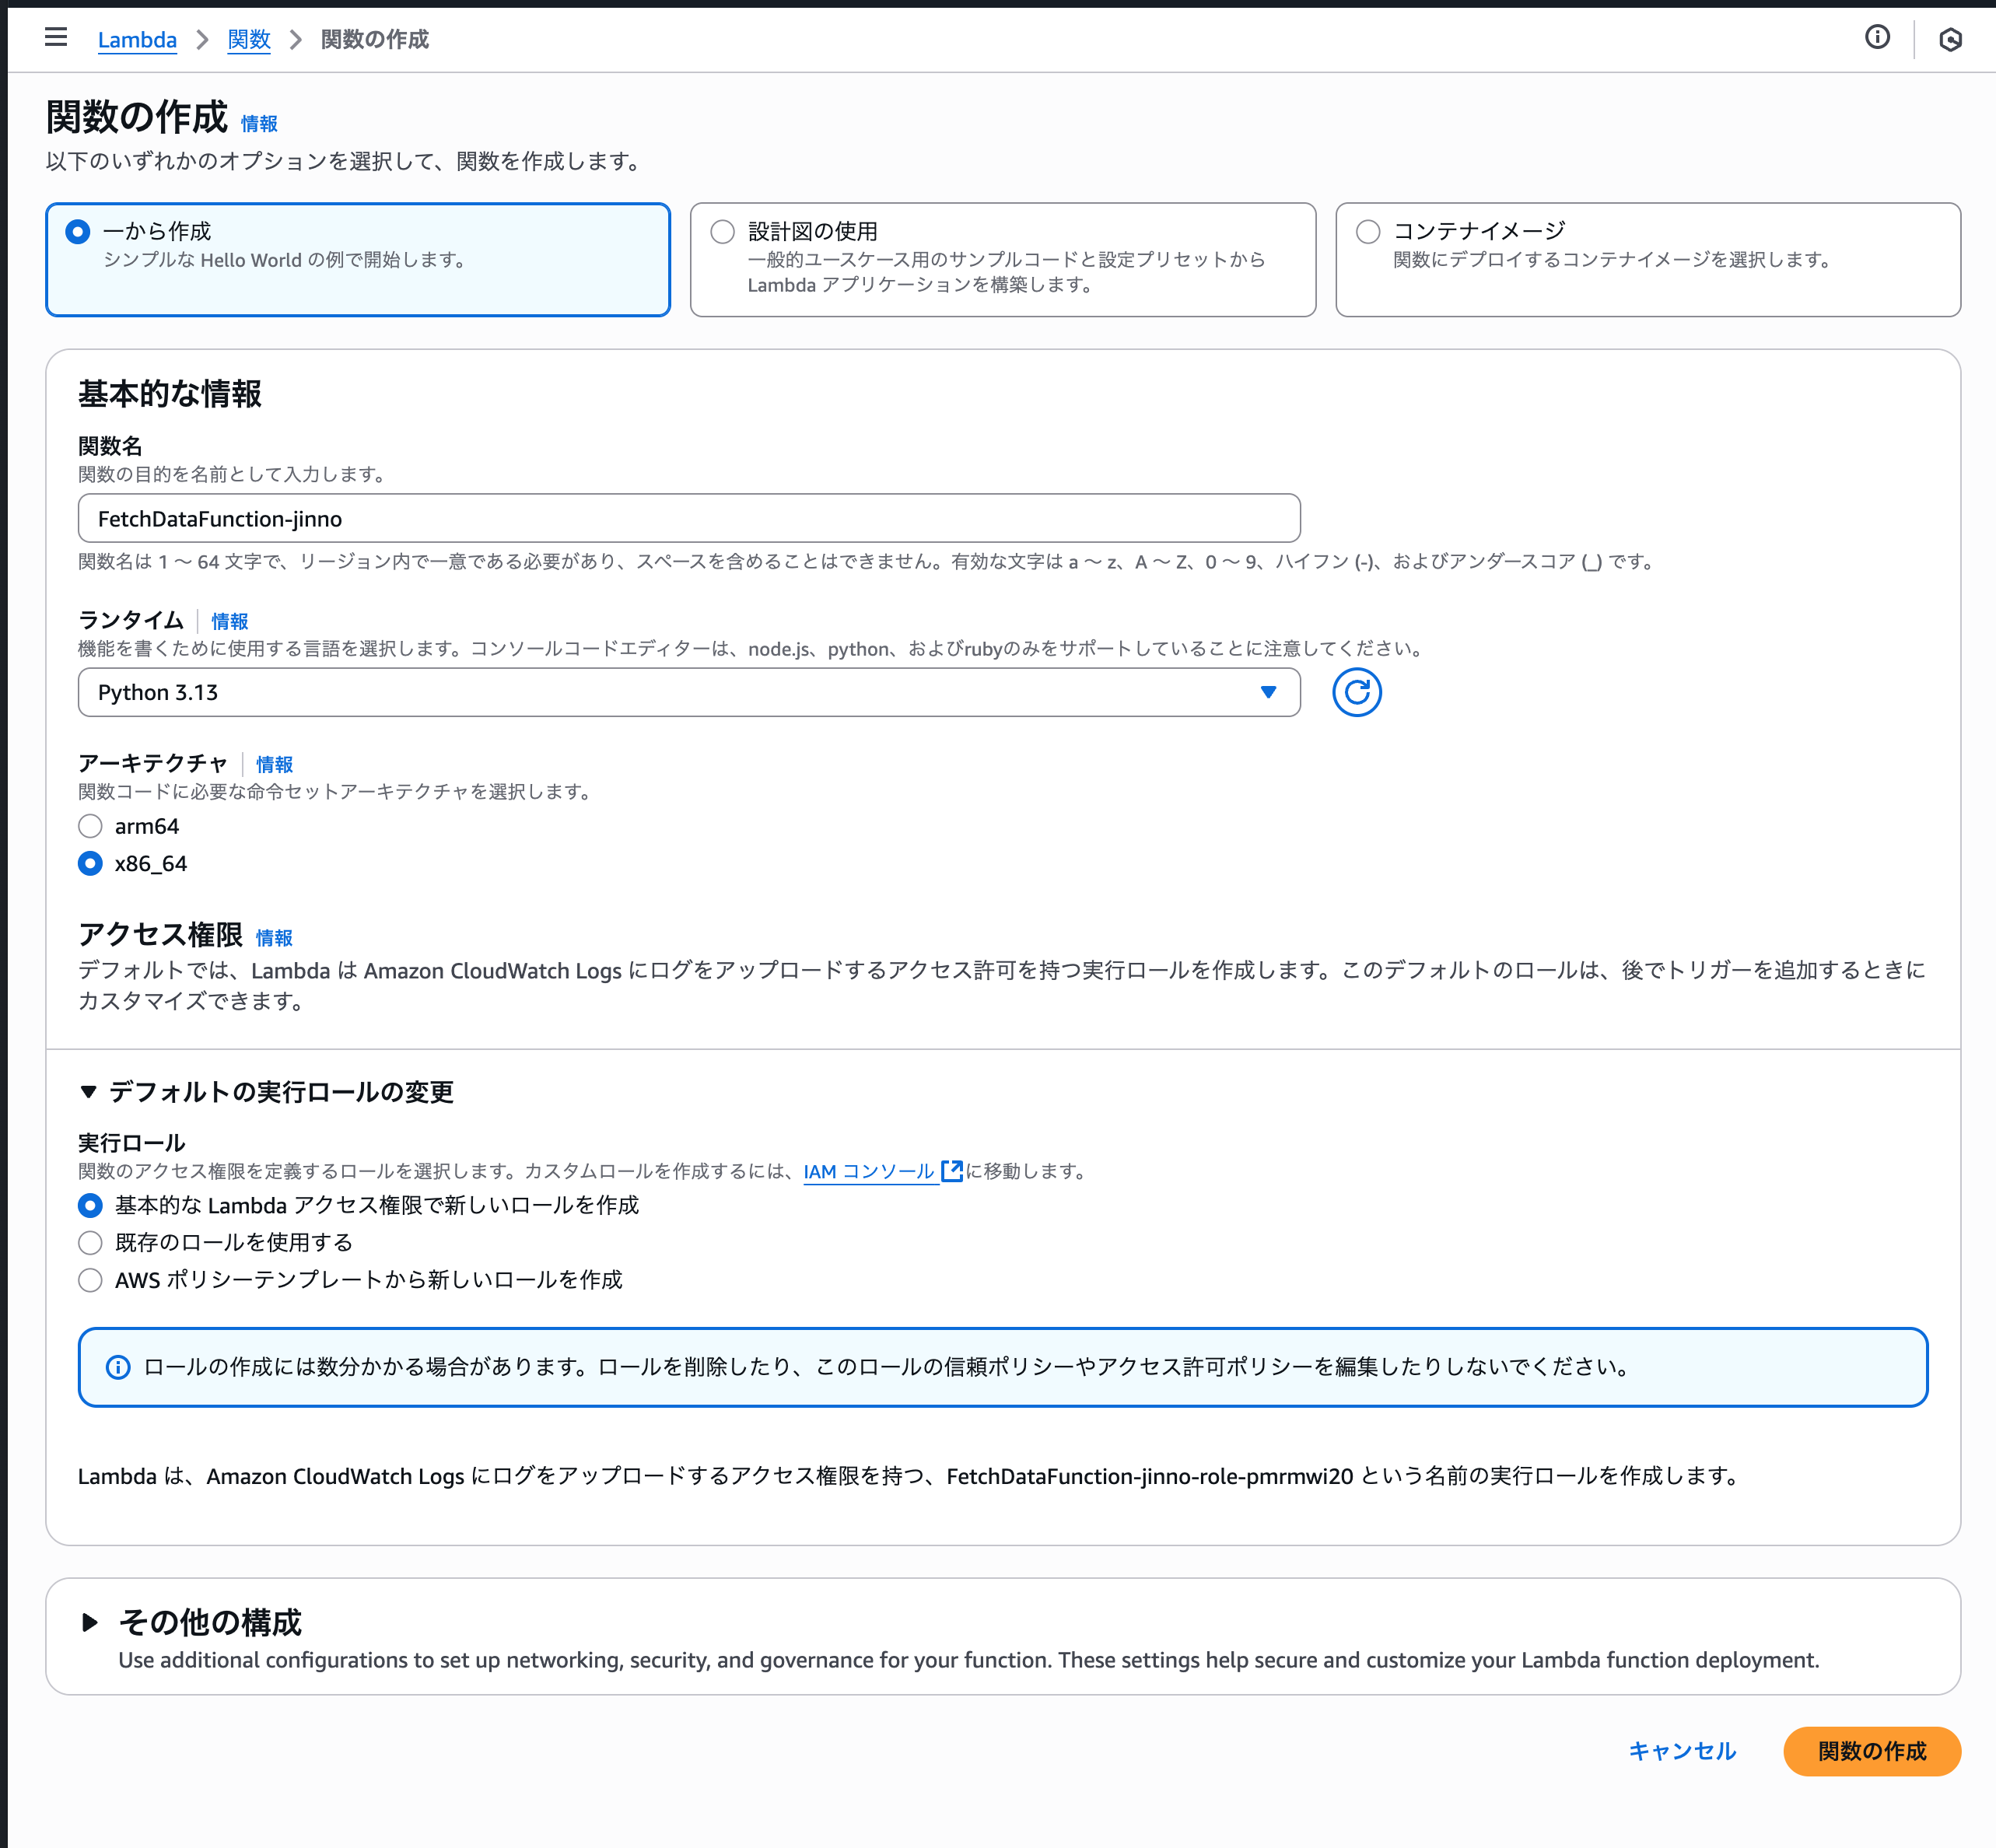 Lambda > 関数 > 関数の作成
関数の作成 情報
以下のいずれかのオプションを選択して、関数を作成します。
一から作成
シンプルな Hello World の例で開始します。
設計図の使用
一般的ユースケース用のサンプルコードと設定プリセットから
Lambda アプリケーションを構築します。
コンテナイメージ
関数にデプロイするコンテナイメージを選択します。
基本的な情報
関数名
関数の目的を名前として入力します。
FetchDataFunction-jinno
関数名は 1 〜 64 文字で、リージョン内で一意である必要があり、スペースを含めることはできません。有効な文字は a 〜 z、A 〜 Z、0 〜 9、ハイフン (-)、およびアンダースコア (_) です。
ランタイム 情報
機能を書くために使用する言語を選択します。コンソールコードエディターは、node.js、python、およびrubyのみをサポートしていることに注意してください。
Python 3.13
アーキテクチャ 情報
関数コードに必要な命令セットアーキテクチャを選択します。
arm64
x86_64
アクセス権限 情報
デフォルトでは、Lambda は Amazon CloudWatch Logs にログをアップロードするアクセス許可を持つ実行ロールを作成します。このデフォルトのロールは、後でトリガーを追加するときに
カスタマイズできます。
デフォルトの実行ロールの変更
実行ロール
関数のアクセス権限を定義するロールを選択します。カスタムロールを作成するには、IAM コンソール に移動します。
基本的な Lambda アクセス権限で新しいロールを作成
既存のロールを使用する
AWS ポリシーテンプレートから新しいロールを作成
ロールの作成には数分かかる場合があります。ロールを削除したり、このロールの信頼ポリシーやアクセス許可ポリシーを編集したりしないでください。
Lambda は、Amazon CloudWatch Logs にログをアップロードするアクセス権限を持つ、FetchDataFunction-jinno-role-pmrmwi20 という名前の実行ロールを作成します。
その他の構成
Use additional configurations to set up networking, security, and governance for your function. These settings help secure and customize your Lambda function deployment.
キャンセル
関数の作成